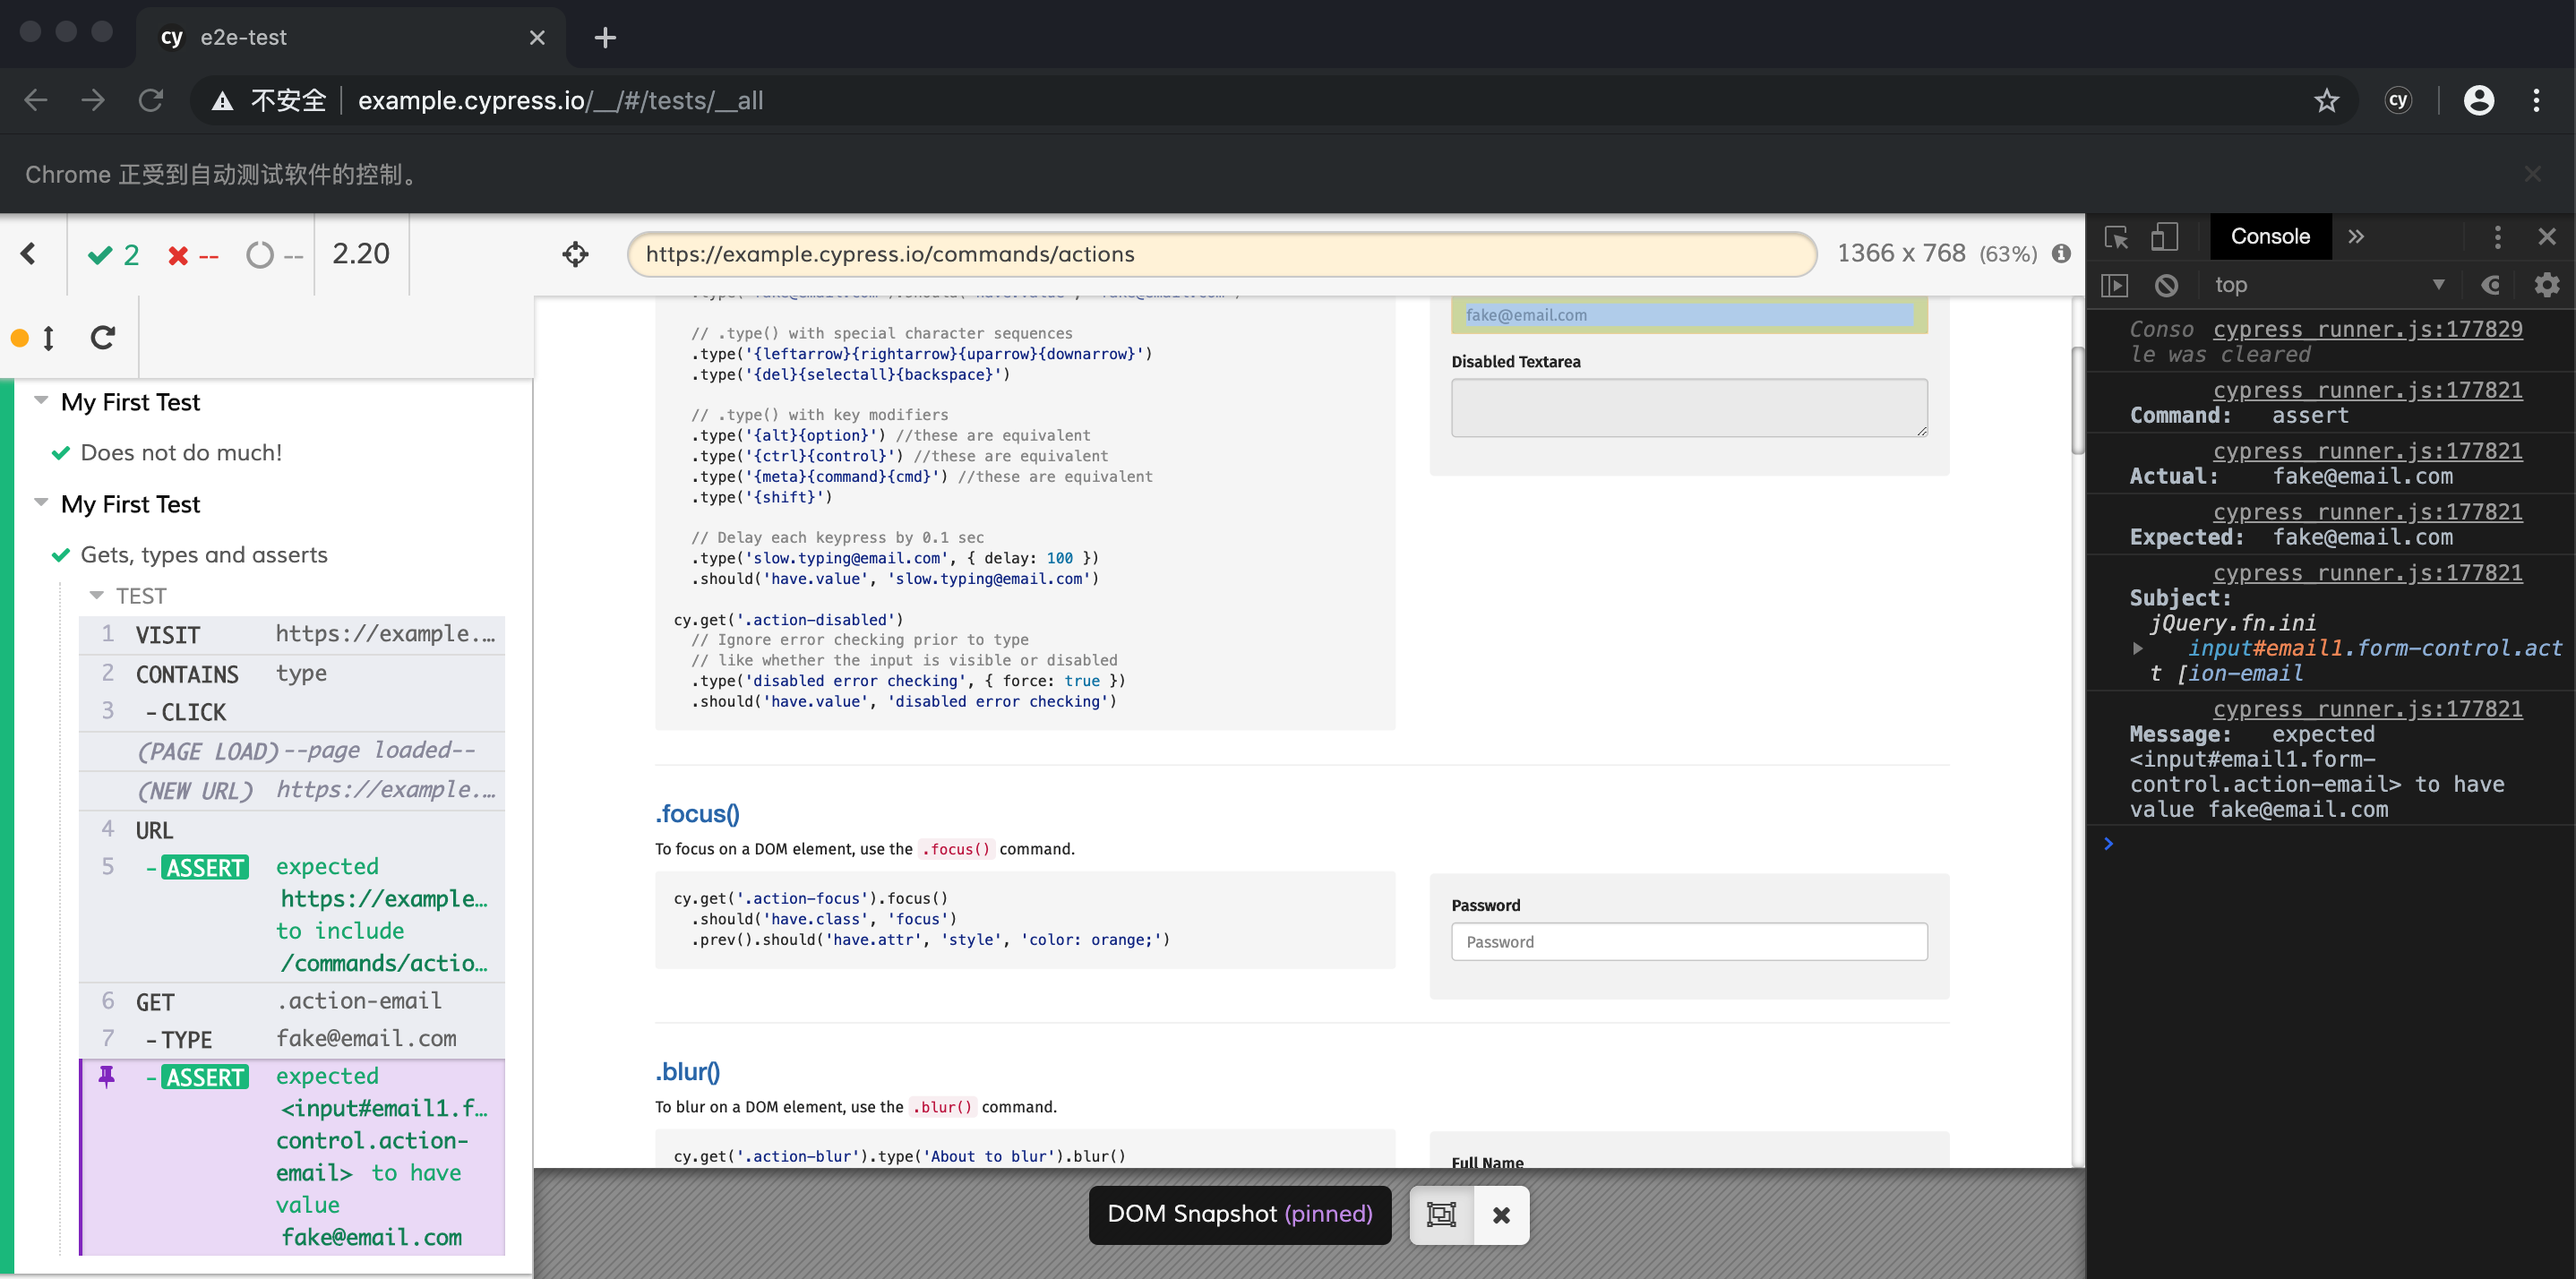 cy e2e-test
不安全 example.cypress.io/__/#/tests/__all
cy
Chrome 正受到自动测试软件的控制。
2 -- -- 2.20
https://example.cypress.io/commands/actions
1366 x 768 (63%)
My First Test
Does not do much!
My First Test
Gets, types and asserts
TEST
1 VISIT https://example.…
2 CONTAINS type
3 - CLICK
(PAGE LOAD) --page loaded--
(NEW URL) https://example.…
4 URL
5 - ASSERT expected
https://example…
to include
/commands/actio…
6 GET .action-email
7 - TYPE fake@email.com
- ASSERT expected
<input#email1.f…
control.action-
email> to have
value
fake@email.com
.type('fake@email.com').should('have.value', 'fake@email.com')
// .type() with special character sequences
.type('{leftarrow}{rightarrow}{uparrow}{downarrow}')
.type('{del}{selectall}{backspace}')
// .type() with key modifiers
.type('{alt}{option}') //these are equivalent
.type('{ctrl}{control}') //these are equivalent
.type('{meta}{command}{cmd}') //these are equivalent
.type('{shift}')
// Delay each keypress by 0.1 sec
.type('slow.typing@email.com', { delay: 100 })
.should('have.value', 'slow.typing@email.com')
cy.get('.action-disabled')
// Ignore error checking prior to type
// like whether the input is visible or disabled
.type('disabled error checking', { force: true })
.should('have.value', 'disabled error checking')
fake@email.com
Disabled Textarea
.focus()
To focus on a DOM element, use the .focus() command.
cy.get('.action-focus').focus()
.should('have.class', 'focus')
.prev().should('have.attr', 'style', 'color: orange;')
Password
Password
.blur()
To blur on a DOM element, use the .blur() command.
cy.get('.action-blur').type('About to blur').blur()
Full Name
DOM Snapshot (pinned)
Console
top
Conso cypress_runner.js:177829
le was cleared
cypress_runner.js:177821
Command: assert
cypress_runner.js:177821
Actual: fake@email.com
cypress_runner.js:177821
Expected: fake@email.com
cypress_runner.js:177821
Subject:
jQuery.fn.ini
input#email1.form-control.act
t [ion-email
cypress_runner.js:177821
Message: expected
<input#email1.form-
control.action-email> to have
value fake@email.com